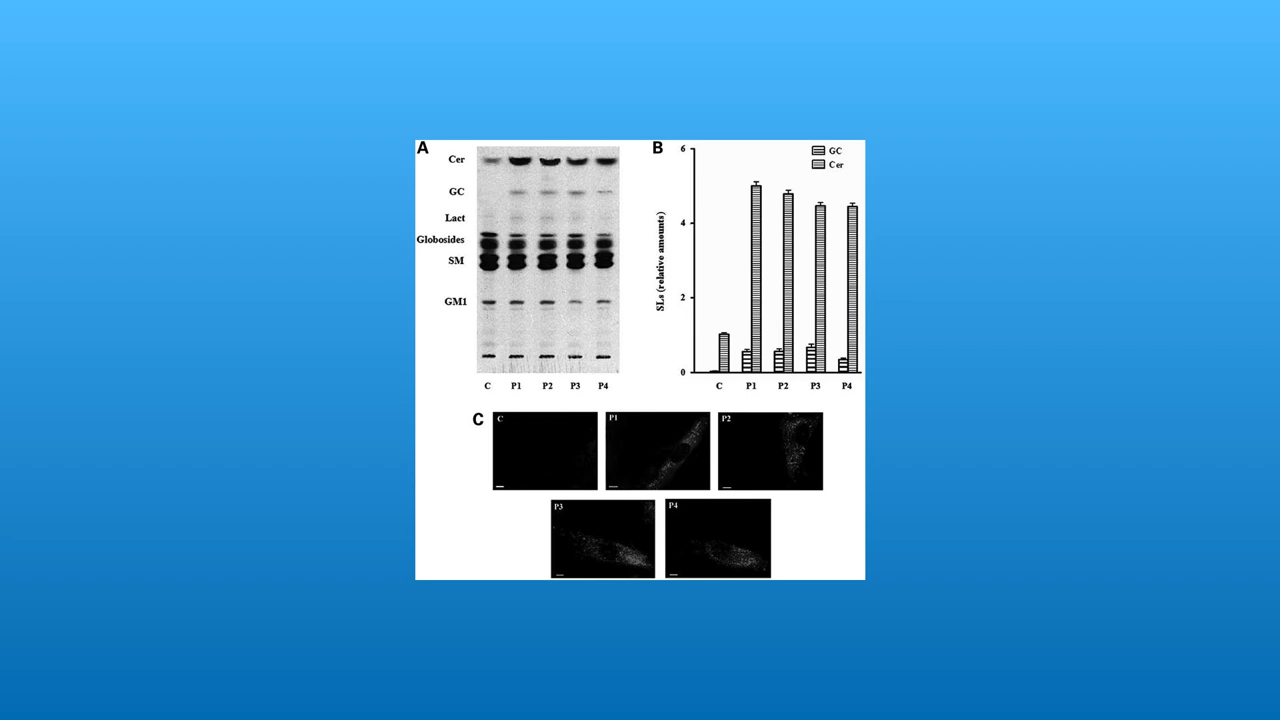 A
Cer
GC
Lact
Globosides
SM
GM1
C P1 P2 P3 P4
B
GC
Cer
SLs (relative amounts)
6
4
2
0
C P1 P2 P3 P4
C
C
P1
P2
P3
P4